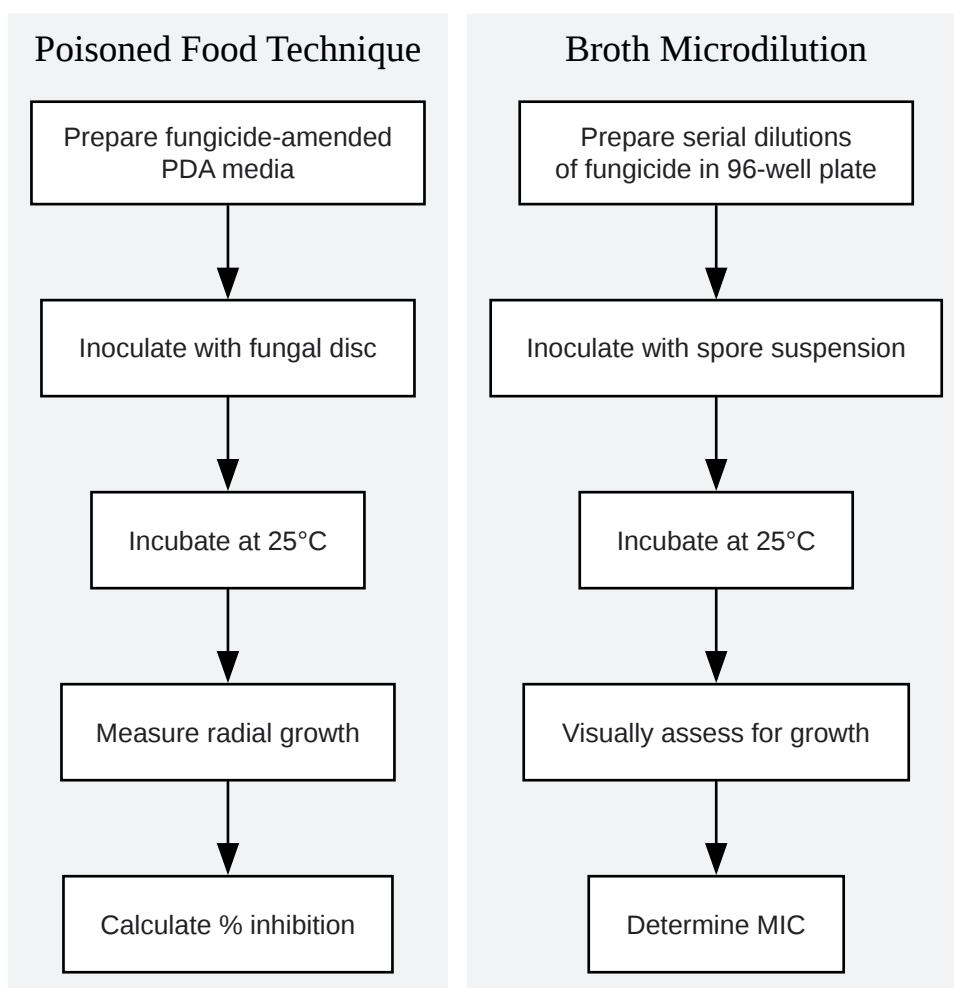 Poisoned Food Technique
Prepare fungicide-amended
PDA media
Inoculate with fungal disc
Incubate at 25°C
Measure radial growth
Calculate % inhibition
Broth Microdilution
Prepare serial dilutions
of fungicide in 96-well plate
Inoculate with spore suspension
Incubate at 25°C
Visually assess for growth
Determine MIC